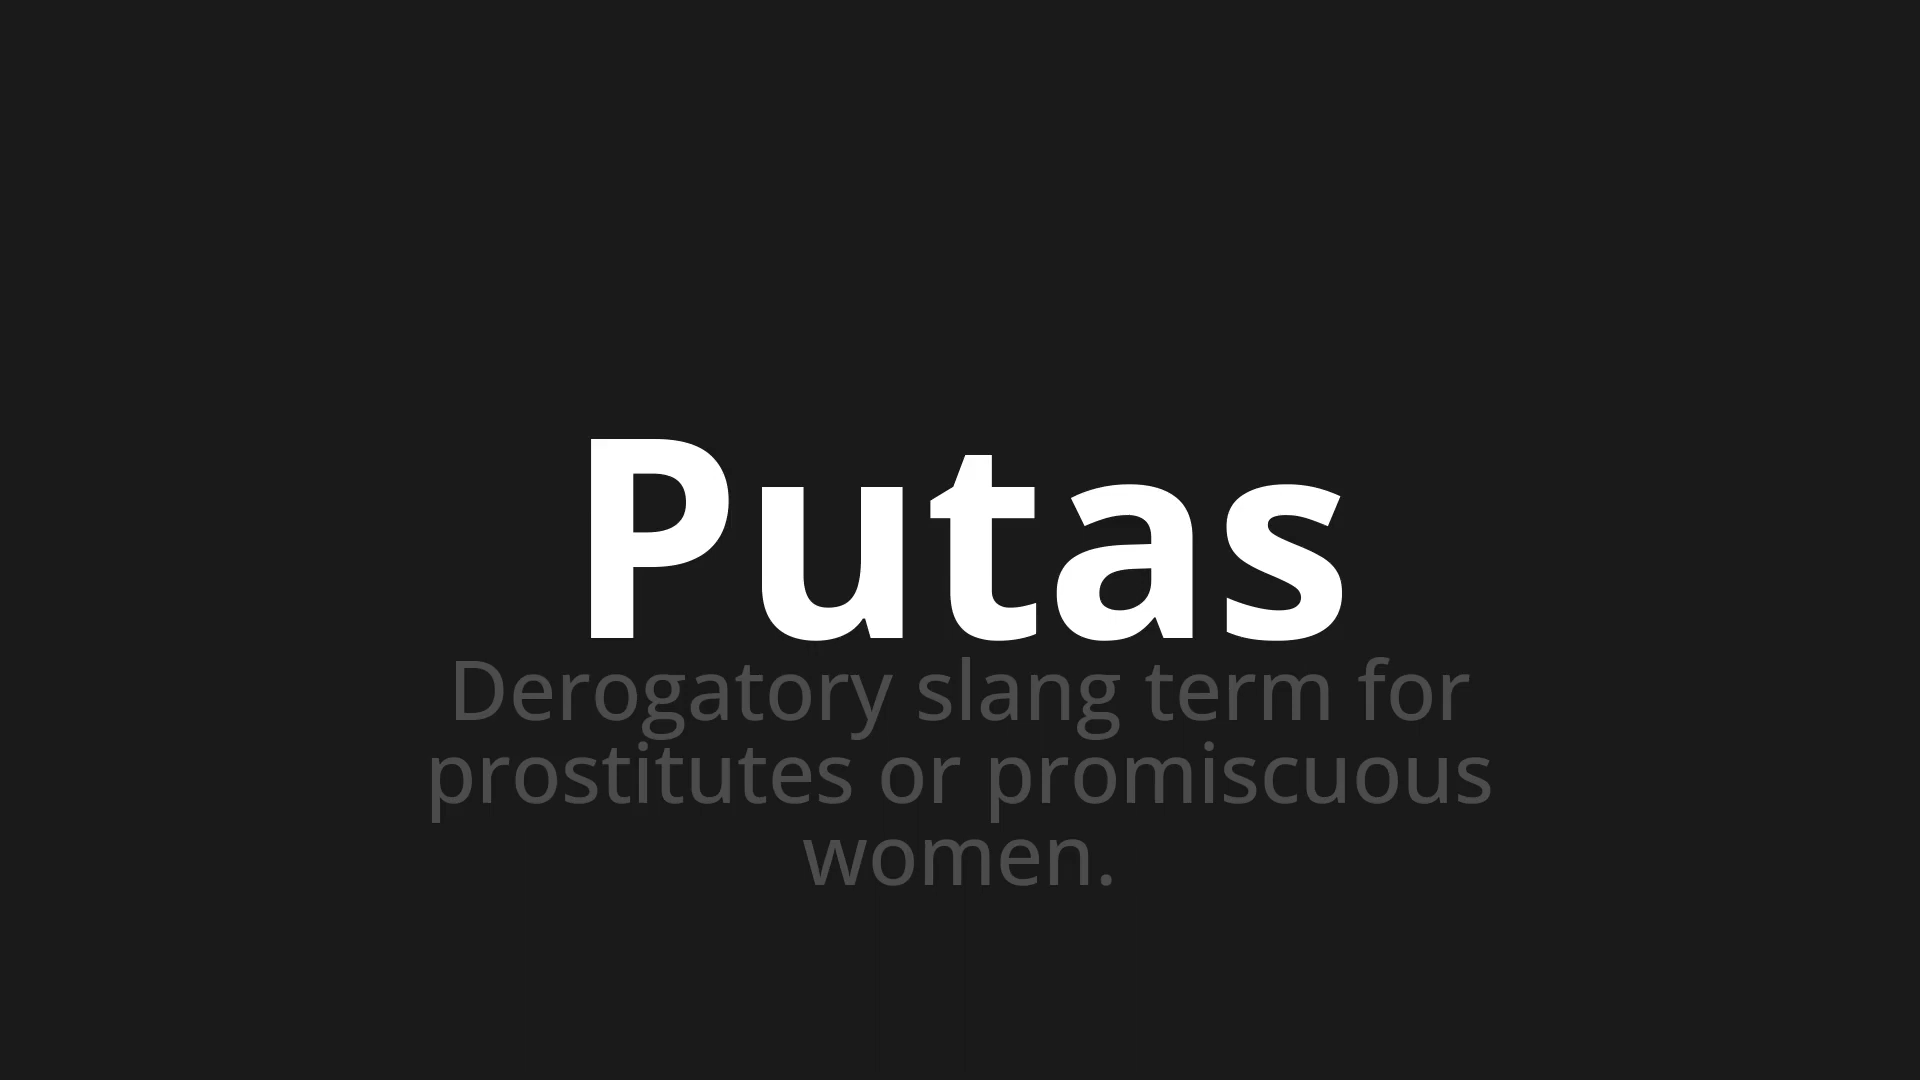 Putas
Derogatory slang term for
prostitutes or promiscuous
women.